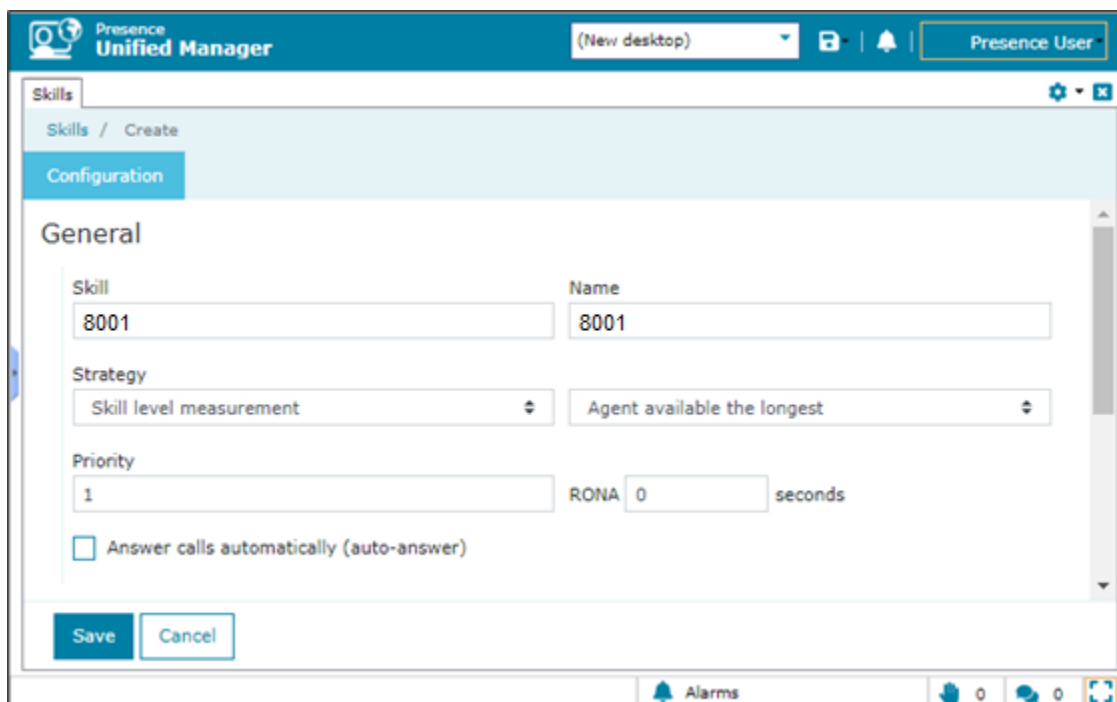 Presence
Unified Manager
(New desktop)
Presence User
Skills
Skills / Create
Configuration
General
Skill Name
8001 8001
Strategy
Skill level measurement Agent available the longest
Priority
1 RONA 0 seconds
Answer calls automatically (auto-answer)
Save Cancel
Alarms 0 0